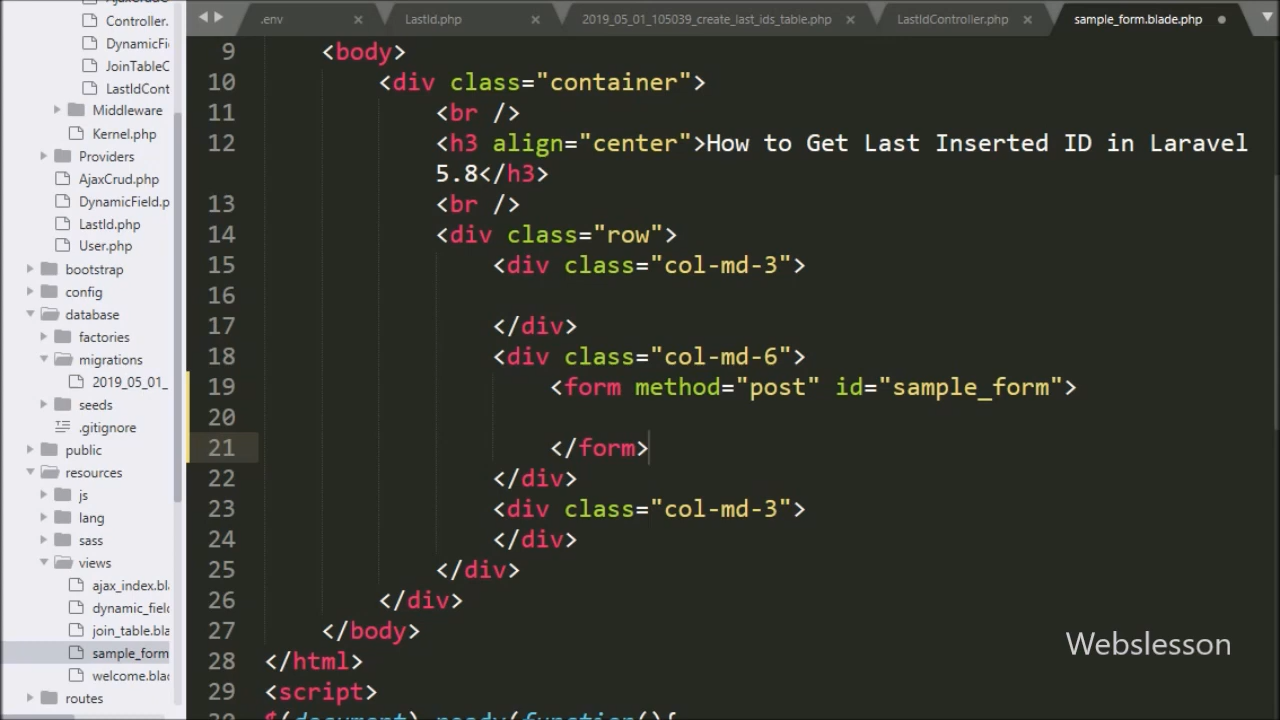 Controller.
DynamicFi
JoinTableC
LastIdCont
Middleware
Kernel.php
Providers
AjaxCrud.php
DynamicField.p
LastId.php
User.php
bootstrap
config
database
factories
migrations
2019_05_01_
seeds
.gitignore
public
resources
js
lang
sass
views
ajax_index.bl
dynamic_field
join_table.bla
sample_form
welcome.blad
routes
.env
LastId.php
2019_05_01_105039_create_last_ids_table.php
LastIdController.php
sample_form.blade.php
9 <body>
10 <div class="container">
11 <br />
12 <h3 align="center">How to Get Last Inserted ID in Laravel
5.8</h3>
13 <br />
14 <div class="row">
15 <div class="col-md-3">
16
17 </div>
18 <div class="col-md-6">
19 <form method="post" id="sample_form">
20
21 </form>
22 </div>
23 <div class="col-md-3">
24 </div>
25 </div>
26 </div>
27 </body>
28 </html>
29 <script>
30 $(document).ready(function(){
Webslesson